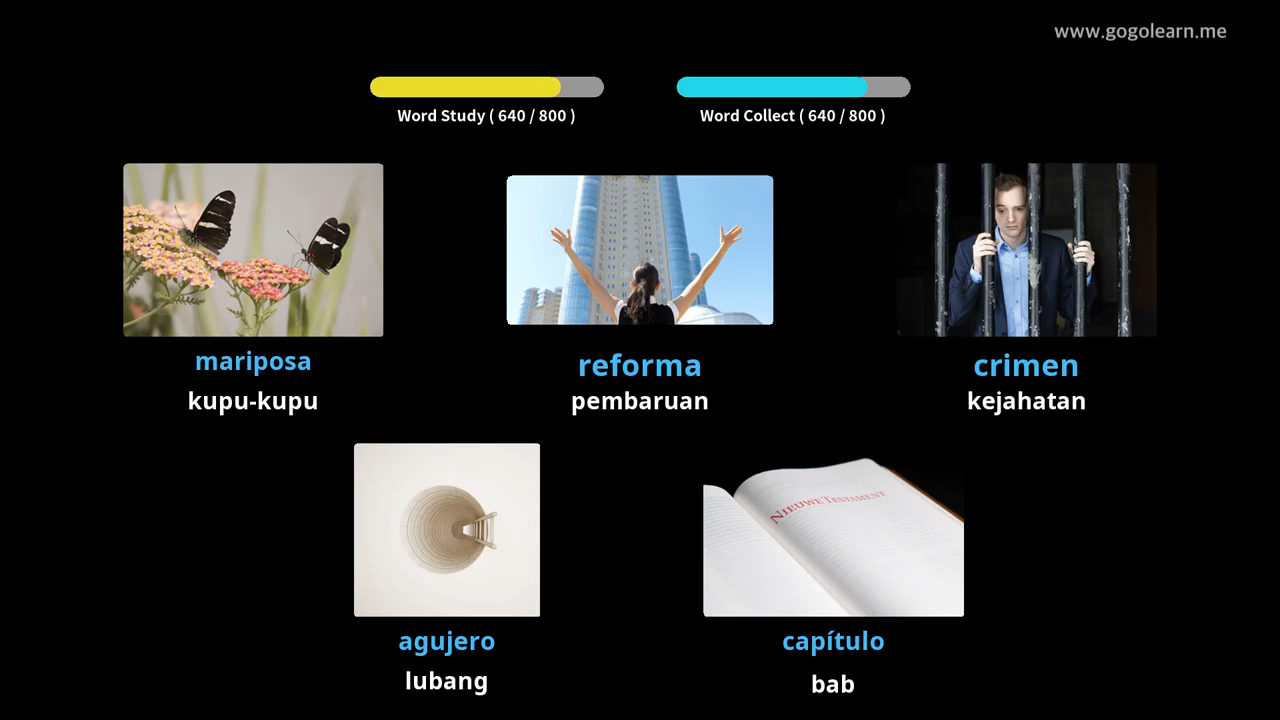 www.gogolearn.me
Word Study ( 640 / 800 )
Word Collect ( 640 / 800 )
mariposa
kupu-kupu
reforma
pembaruan
crimen
kejahatan
NIEUWE TESTAMENT
agujero
lubang
capítulo
bab